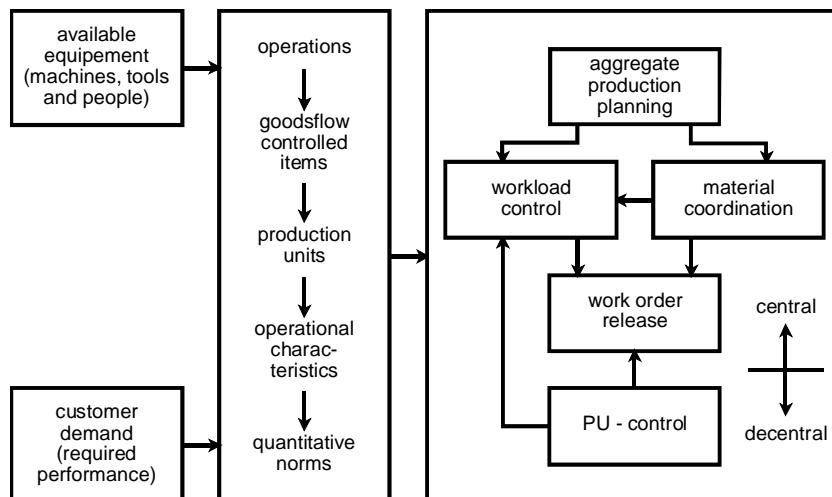 available
equipement
(machines, tools
and people)
customer
demand
(required
performance)
operations
goodsflow
controlled
items
production
units
operational
charac-
teristics
quantitative
norms
aggregate
production
planning
workload
control
material
coordination
work order
release
PU - control
central
decentral